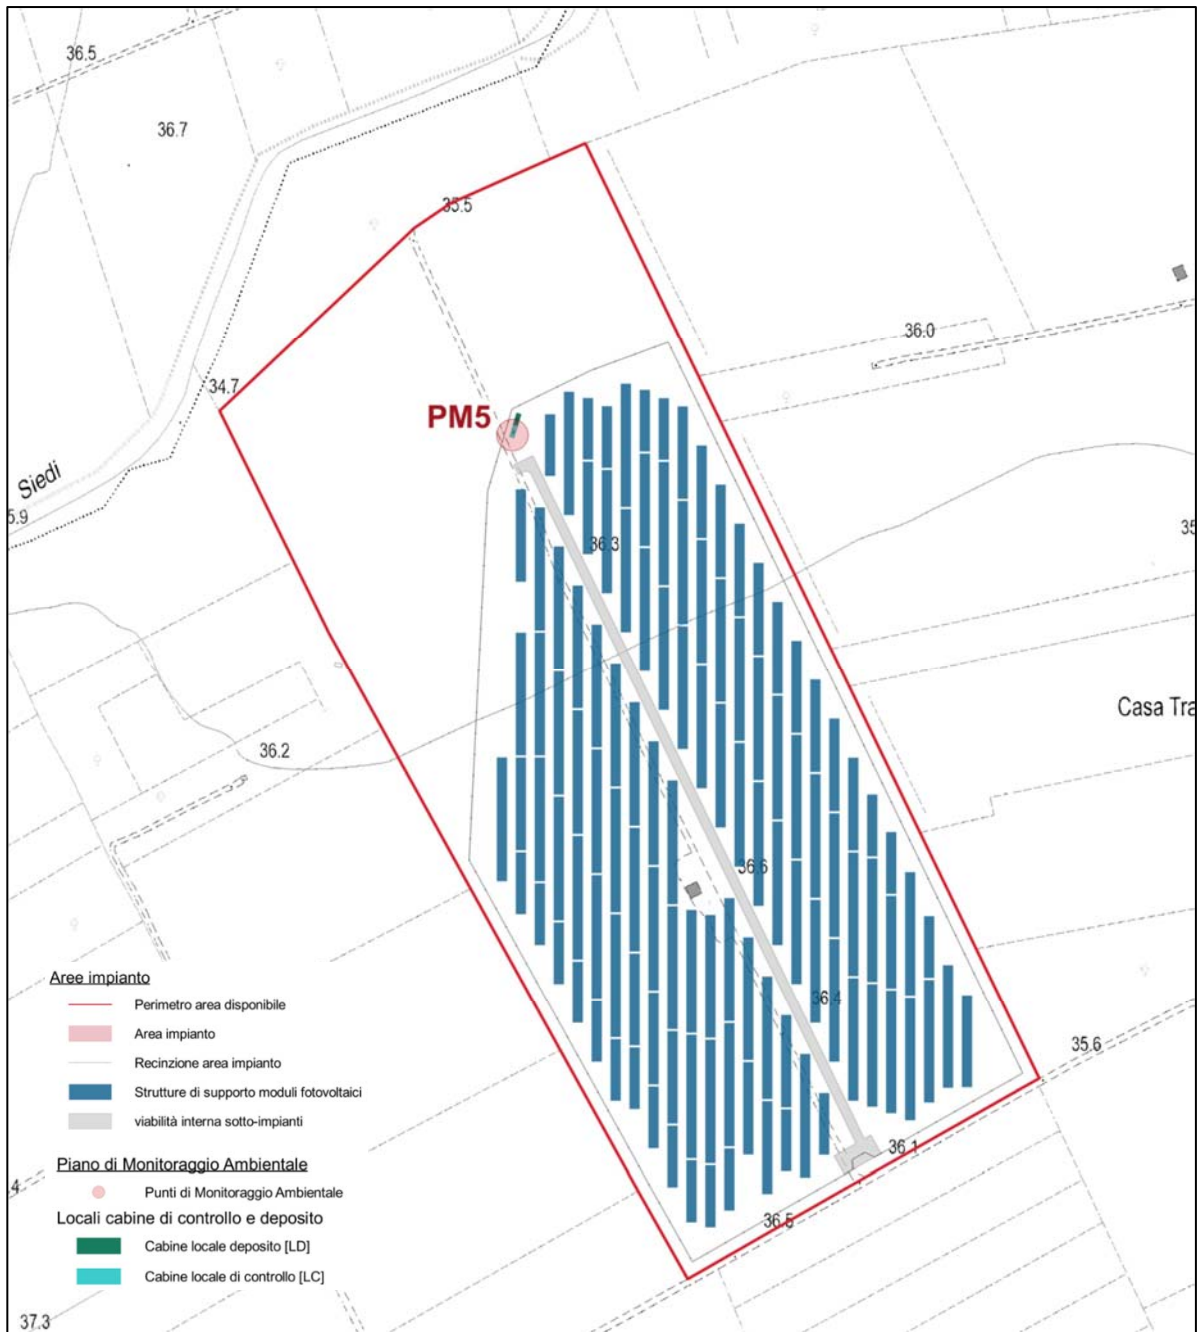 36.5
36.7
35.5
36.0
34.7
PM5
Siedi
5.9
35
36.3
Casa Tra
36.2
36.6
Aree impianto
Perimetro area disponibile
36.4
Area impianto
35.6
Recinzione area impianto
Strutture di supporto moduli fotovoltaici
viabilità interna sotto-impianti
36.1
Piano di Monitoraggio Ambientale
4
Punti di Monitoraggio Ambientale
Locali cabine di controllo e deposito
36.5
Cabine locale deposito [LD]
Cabine locale di controllo [LC]
37.3